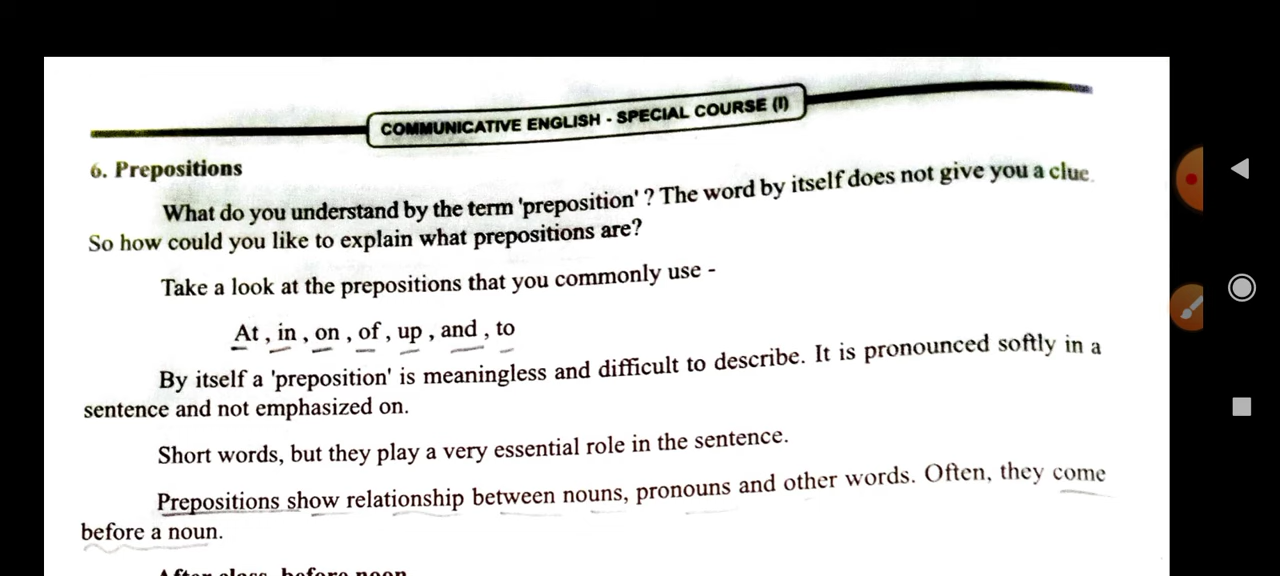 COMMUNICATIVE ENGLISH - SPECIAL COURSE (I)
6. Prepositions
What do you understand by the term 'preposition' ? The word by itself does not give you a clue.
So how could you like to explain what prepositions are?
Take a look at the prepositions that you commonly use -
At , in , on , of , up , and , to
By itself a 'preposition' is meaningless and difficult to describe. It is pronounced softly in a
sentence and not emphasized on.
Short words, but they play a very essential role in the sentence.
Prepositions show relationship between nouns, pronouns and other words. Often, they come
before a noun.
After class, before noon